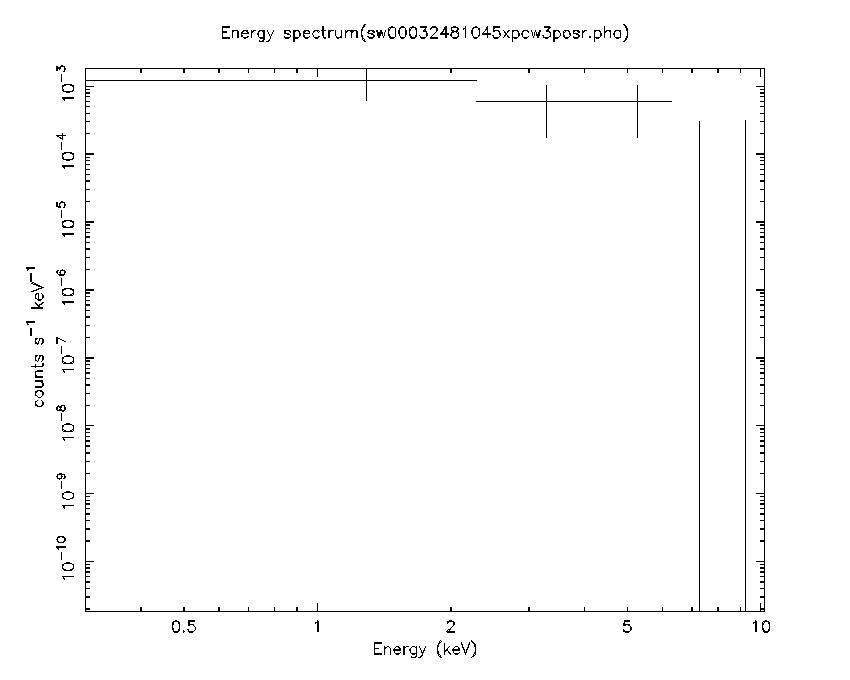 Energy spectrum(sw00032481045xpcw3posr.pha)
counts s⁻¹ keV⁻¹
10⁻³
10⁻⁴
10⁻⁵
10⁻⁶
10⁻⁷
10⁻⁸
10⁻⁹
10⁻¹⁰
0.5 1 2 5 10
Energy (keV)